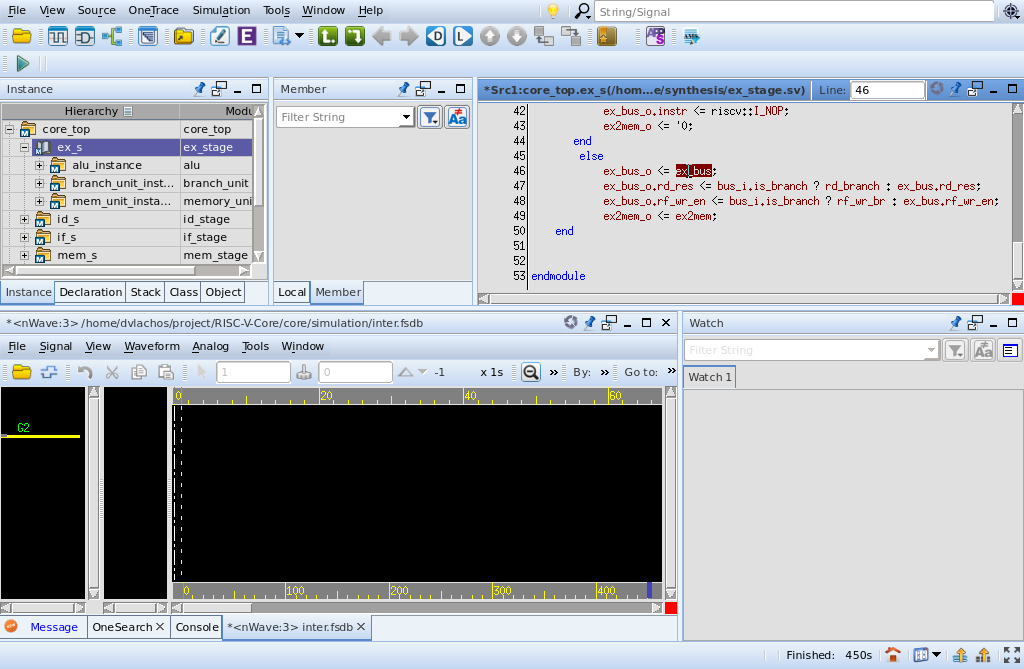 File View Source OneTrace Simulation Tools Window Help
String/Signal
Instance
Hierarchy Modu
core_top core_top
ex_s ex_stage
alu_instance alu
branch_unit_inst... branch_unit
mem_unit_insta... memory_uni
id_s id_stage
if_s if_stage
mem_s mem_stage
Instance Declaration Stack Class Object
Member
Filter String
Local Member
*Src1:core_top.ex_s(/hom...e/synthesis/ex_stage.sv) Line: 46
42 ex_bus_o.instr <= riscv::I_NOP;
43 ex2mem_o <= '0;
44 end
45 else
46 ex_bus_o <= ex_bus;
47 ex_bus_o.rd_res <= bus_i.is_branch ? rd_branch : ex_bus.rd_res;
48 ex_bus_o.rf_wr_en <= bus_i.is_branch ? rf_wr_br : ex_bus.rf_wr_en;
49 ex2mem_o <= ex2mem;
50 end
51
52
53 endmodule
*<nWave:3> /home/dvlachos/project/RISC-V-Core/core/simulation/inter.fsdb
File Signal View Waveform Analog Tools Window
1 0 -1 x 1s » By: » Go to: »
0 20 40 60
G2
0 100 200 300 400
Watch
Filter String
Watch 1
Message OneSearch Console *<nWave:3> inter.fsdb
Finished: 450s